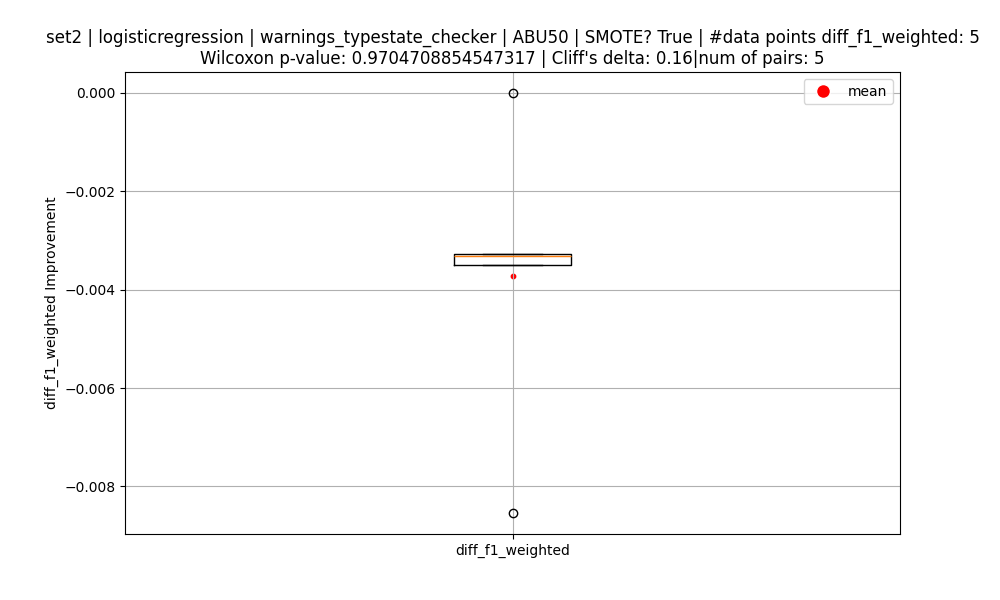 set2 | logisticregression | warnings_typestate_checker | ABU50 | SMOTE? True | #data points diff_f1_weighted: 5
Wilcoxon p-value: 0.9704708854547317 | Cliff's delta: 0.16|num of pairs: 5
mean
0.000
−0.002
−0.004
−0.006
−0.008
diff_f1_weighted Improvement
diff_f1_weighted